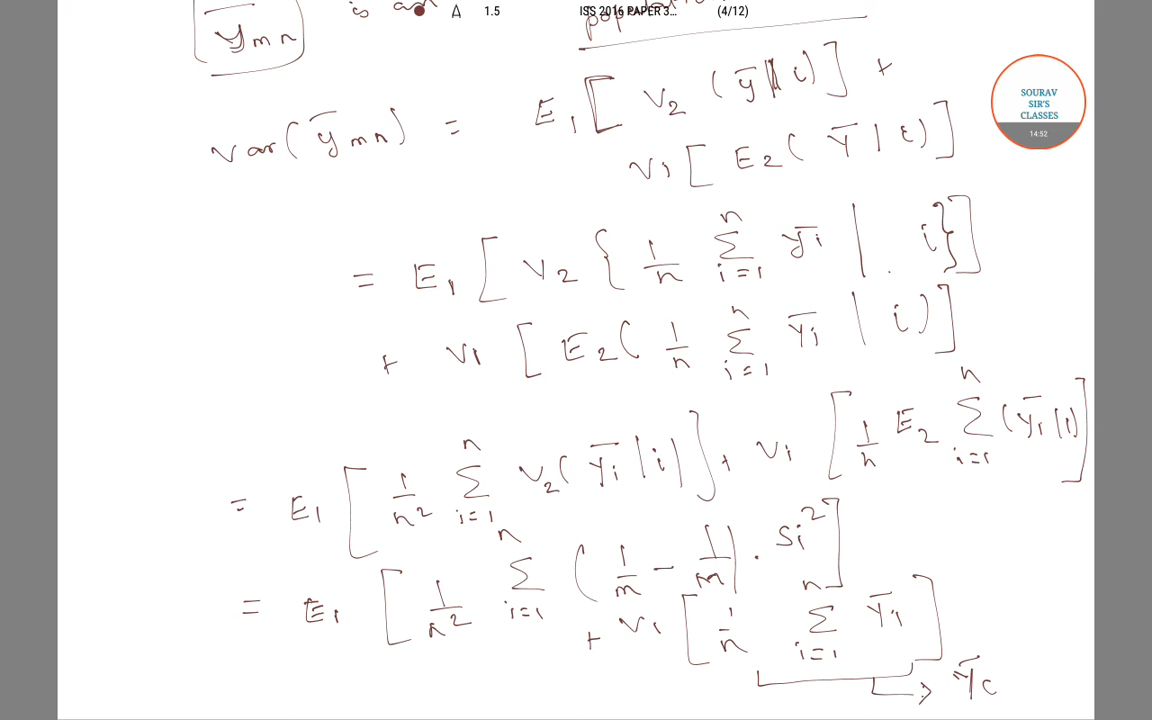 is an A 1.5 ISS 2016 PAPER 3... (4/12)
ȳmn
SOURAV
SIR'S
CLASSES
14:52
Var(ȳmn) = E1[V2(ȳ|i)] +
V1[E2(ȳ|i)]
= E1[V2{1/n Σ_{i=1}^{n} ȳi | i}]
+ V1[E2(1/n Σ_{i=1}^{n} ȳi | i)]
= E1[1/n² Σ_{i=1}^{n} V2(ȳi|i)] + V1[1/n E2 Σ_{i=1}^{n} (ȳi|i)]
= E1[1/n² Σ_{i=1}^{n} (1/m − 1/M) · Si²]
+ V1[1/n Σ_{i=1}^{n} Ȳi]
→ ȳc